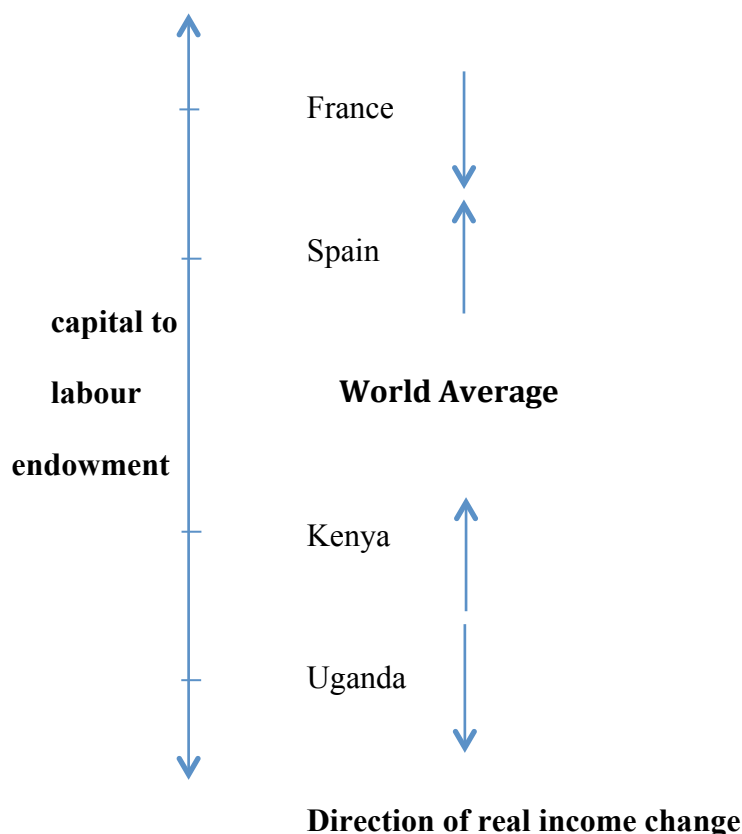 France
Spain
capital to
labour
endowment
World Average
Kenya
Uganda
Direction of real income change